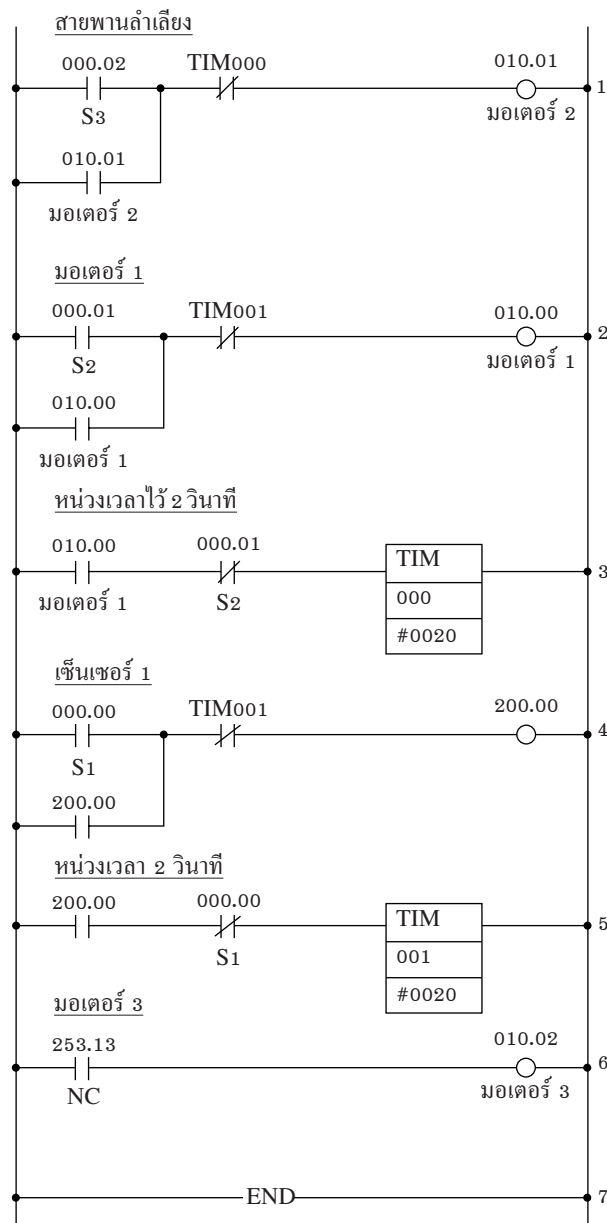 สายพานลำเลียง
000.02 TIM000 010.01
1
S3 มอเตอร์ 2
010.01
มอเตอร์ 2
มอเตอร์ 1
000.01 TIM001 010.00
2
S2 มอเตอร์ 1
010.00
มอเตอร์ 1
หน่วงเวลาไว้ 2 วินาที
010.00 000.01 TIM
3
มอเตอร์ 1 S2 000
#0020
เซ็นเซอร์ 1
000.00 TIM001 200.00
4
S1
200.00
หน่วงเวลา 2 วินาที
200.00 000.00 TIM
5
S1 001
#0020
มอเตอร์ 3
253.13 010.02
6
NC มอเตอร์ 3
END 7